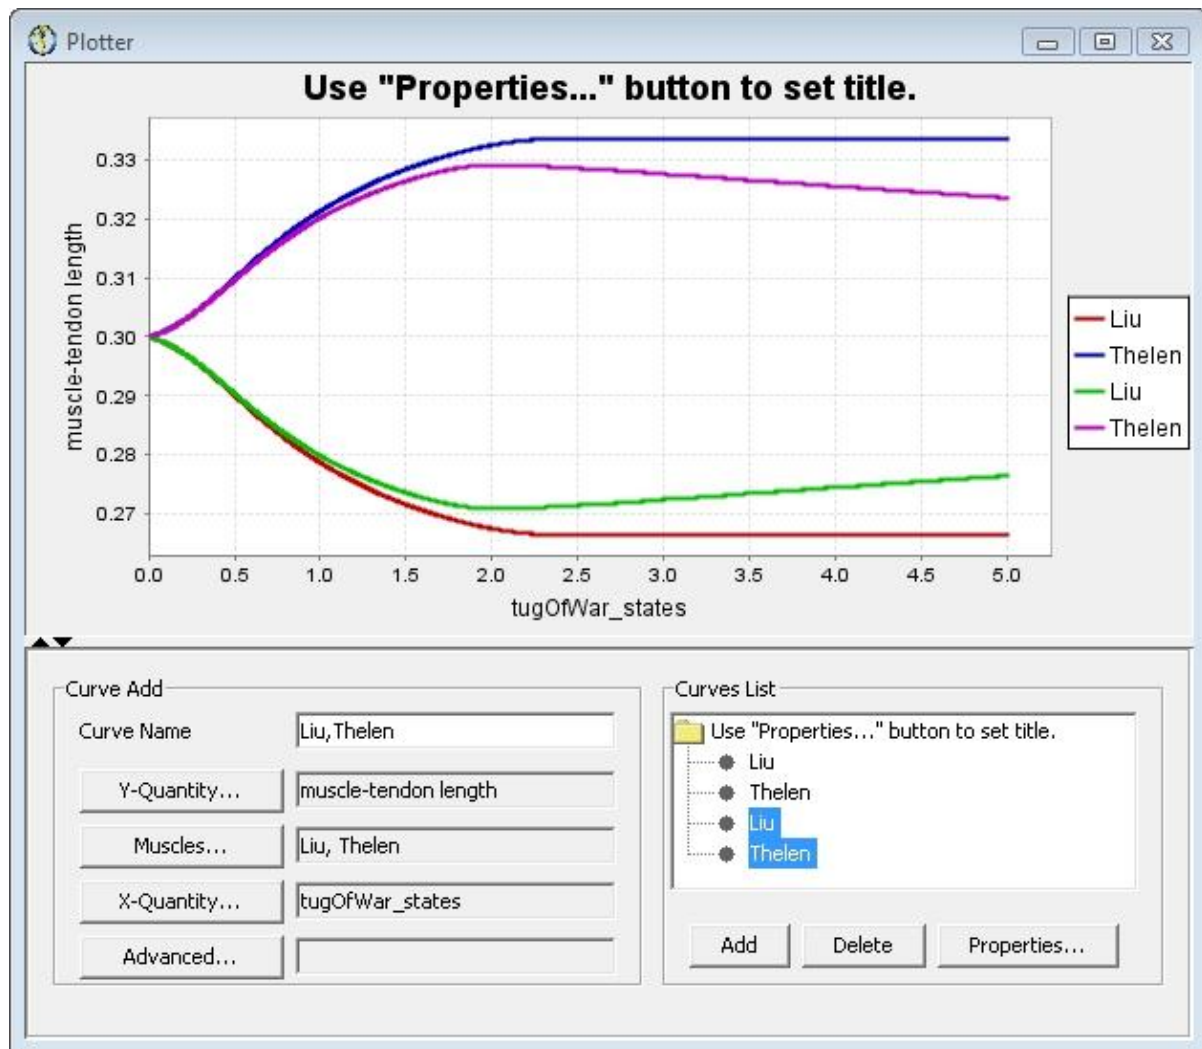 Plotter
Use "Properties..." button to set title.
muscle-tendon length
0.33
0.32
0.31
0.30
0.29
0.28
0.27
0.0 0.5 1.0 1.5 2.0 2.5 3.0 3.5 4.0 4.5 5.0
tugOfWar_states
Liu
Thelen
Liu
Thelen
Curve Add
Curve Name Liu,Thelen
Y-Quantity... muscle-tendon length
Muscles... Liu, Thelen
X-Quantity... tugOfWar_states
Advanced...
Curves List
Use "Properties..." button to set title.
Liu
Thelen
Liu
Thelen
Add Delete Properties...